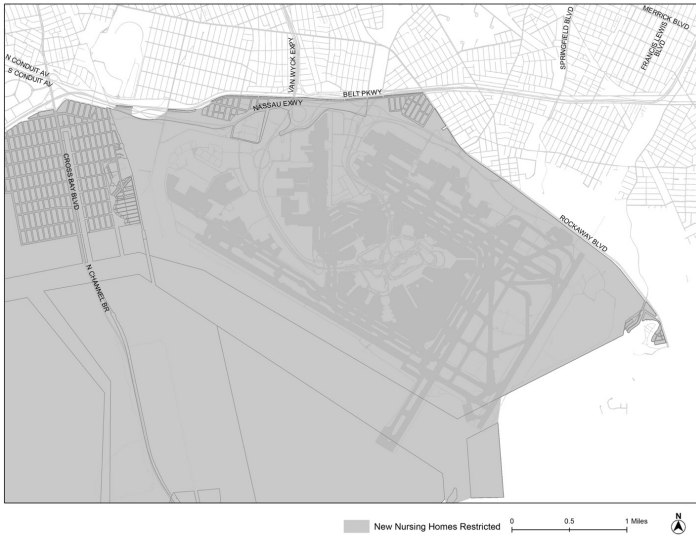 MERRICK BLVD
SPRINGFIELD BLVD
FRANCIS LEWIS
BLVD
VAN WYCK EXPY
N CONDUIT AV
S CONDUIT AV
BELT PKWY
NASSAU EXWY
CROSS BAY BLVD
ROCKAWAY BLVD
N CHANNEL BR
New Nursing Homes Restricted
0 0.5 1 Miles
N